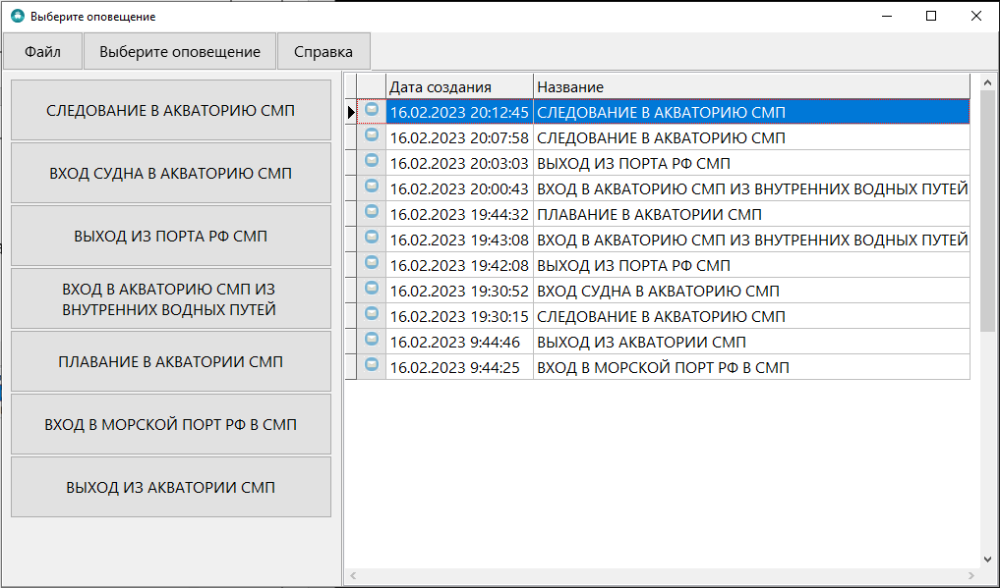 Выберите оповещение
Файл Выберите оповещение Справка
СЛЕДОВАНИЕ В АКВАТОРИЮ СМП
ВХОД СУДНА В АКВАТОРИЮ СМП
ВЫХОД ИЗ ПОРТА РФ СМП
ВХОД В АКВАТОРИЮ СМП ИЗ
ВНУТРЕННИХ ВОДНЫХ ПУТЕЙ
ПЛАВАНИЕ В АКВАТОРИИ СМП
ВХОД В МОРСКОЙ ПОРТ РФ В СМП
ВЫХОД ИЗ АКВАТОРИИ СМП
Дата создания Название
16.02.2023 20:12:45 СЛЕДОВАНИЕ В АКВАТОРИЮ СМП
16.02.2023 20:07:58 СЛЕДОВАНИЕ В АКВАТОРИЮ СМП
16.02.2023 20:03:03 ВЫХОД ИЗ ПОРТА РФ СМП
16.02.2023 20:00:43 ВХОД В АКВАТОРИЮ СМП ИЗ ВНУТРЕННИХ ВОДНЫХ ПУТЕЙ
16.02.2023 19:44:32 ПЛАВАНИЕ В АКВАТОРИИ СМП
16.02.2023 19:43:08 ВХОД В АКВАТОРИЮ СМП ИЗ ВНУТРЕННИХ ВОДНЫХ ПУТЕЙ
16.02.2023 19:42:08 ВЫХОД ИЗ ПОРТА РФ СМП
16.02.2023 19:30:52 ВХОД СУДНА В АКВАТОРИЮ СМП
16.02.2023 19:30:15 СЛЕДОВАНИЕ В АКВАТОРИЮ СМП
16.02.2023 9:44:46 ВЫХОД ИЗ АКВАТОРИИ СМП
16.02.2023 9:44:25 ВХОД В МОРСКОЙ ПОРТ РФ В СМП